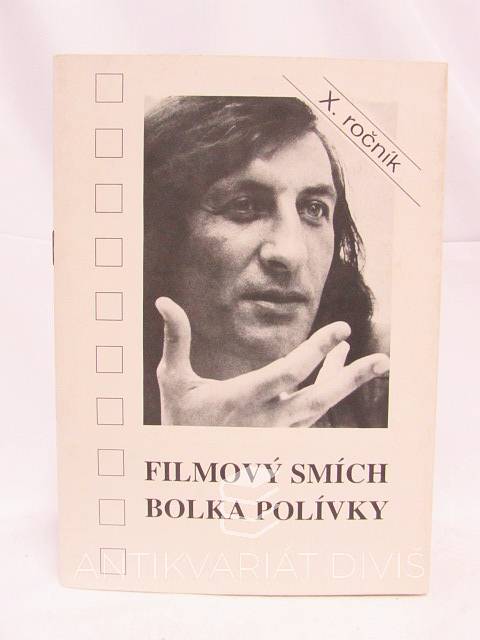 X. ročník
FILMOVÝ SMÍCH
BOLKA POLÍVKY
ANTIKVARIÁT DIVIŠ